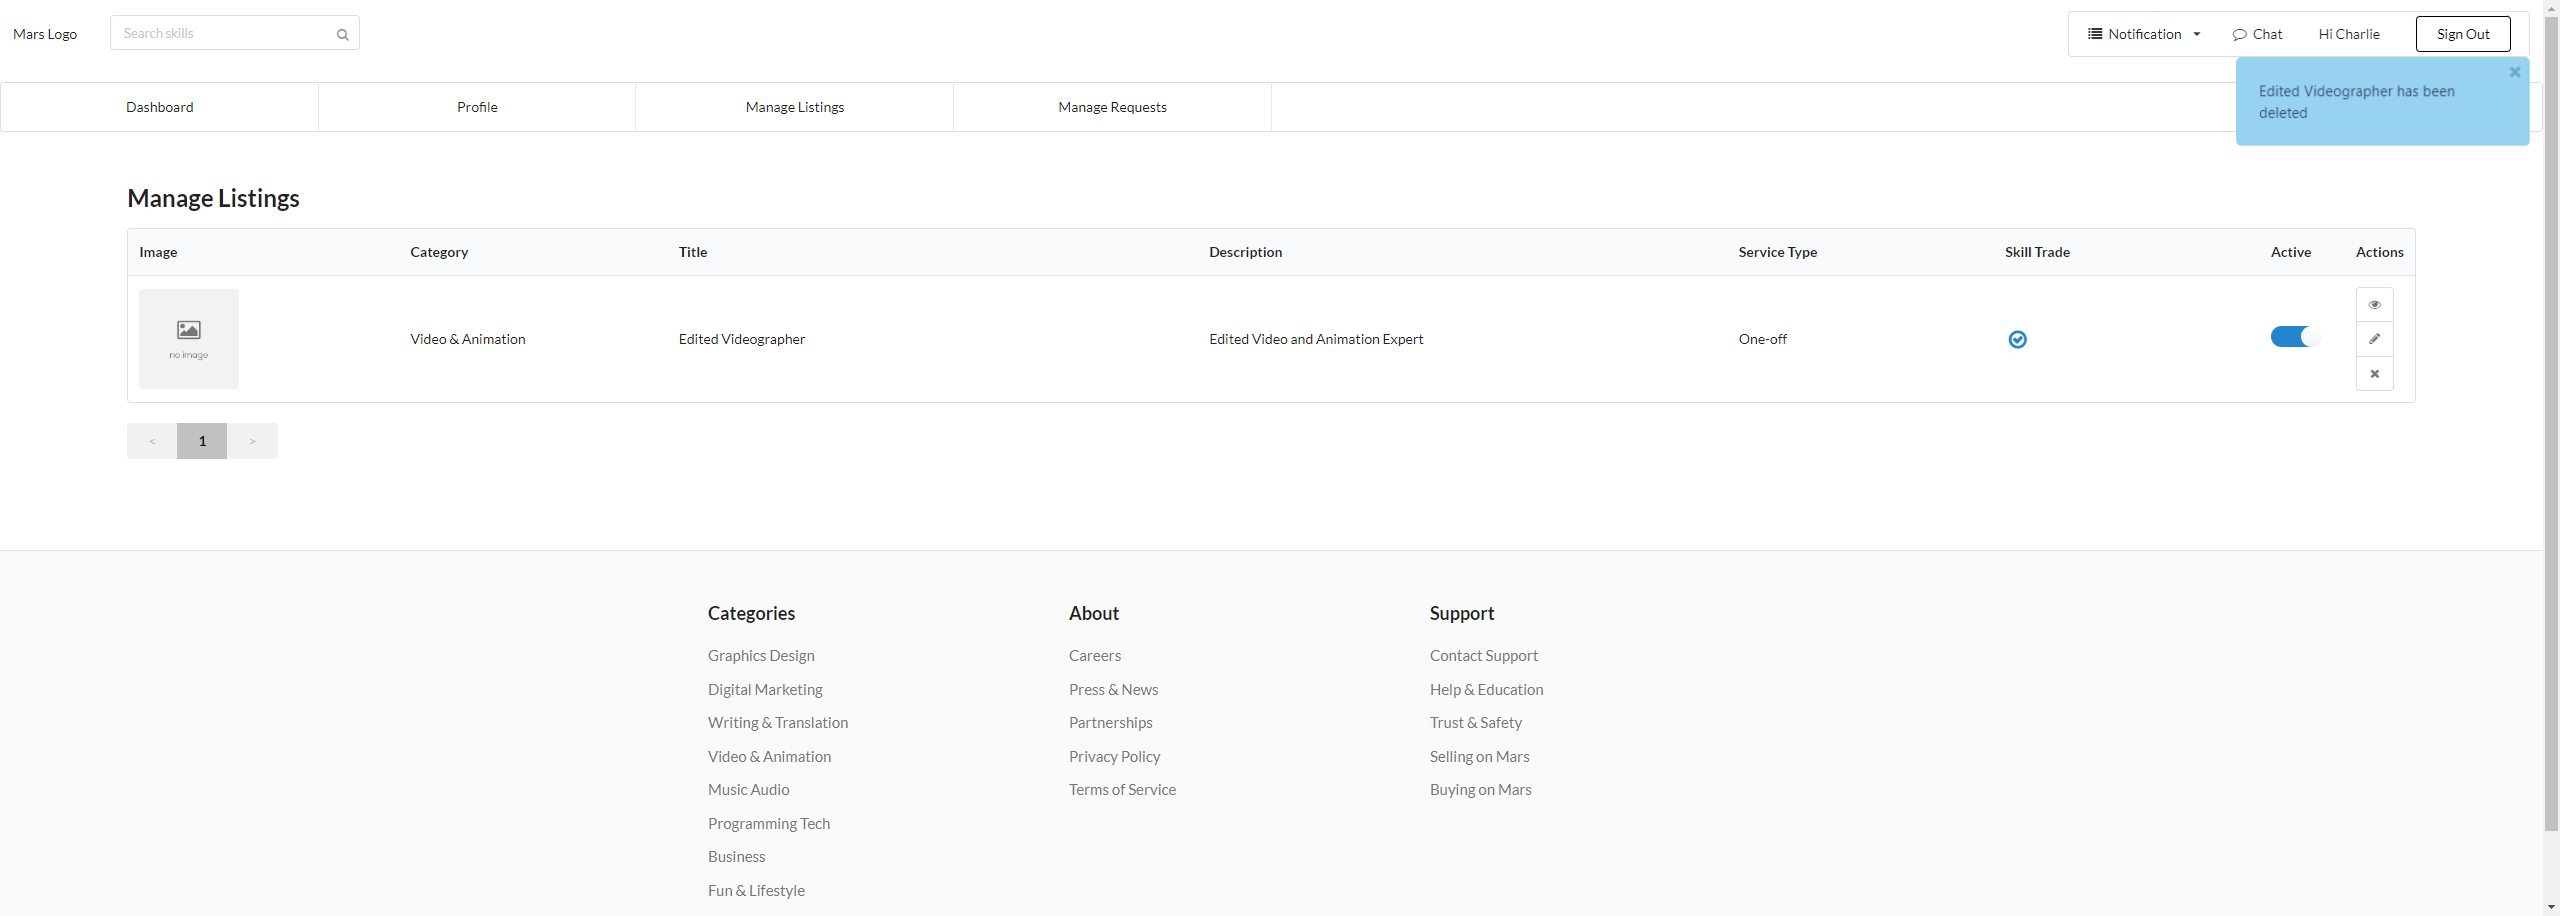 Mars Logo
Search skills
Notification
Chat
Hi Charlie
Sign Out
Edited Videographer has been
deleted
Dashboard
Profile
Manage Listings
Manage Requests
Manage Listings
Image
Category
Title
Description
Service Type
Skill Trade
Active
Actions
no image
Video & Animation
Edited Videographer
Edited Video and Animation Expert
One-off
<
1
>
Categories
Graphics Design
Digital Marketing
Writing & Translation
Video & Animation
Music Audio
Programming Tech
Business
Fun & Lifestyle
About
Careers
Press & News
Partnerships
Privacy Policy
Terms of Service
Support
Contact Support
Help & Education
Trust & Safety
Selling on Mars
Buying on Mars